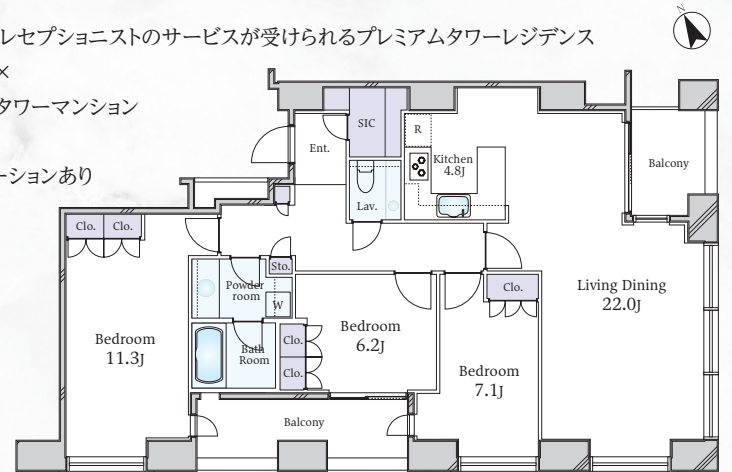 レセプショニストのサービスが受けられるプレミアムタワーレジデンス
×
タワーマンション
ーションあり
N
SIC
R
Ent.
Kitchen
4.8J
Balcony
Lav.
Clo.
Clo.
Sto.
Powder
room
W
Clo.
Living Dining
22.0J
Bedroom
11.3J
Bath
Room
Clo.
Clo.
Bedroom
6.2J
Bedroom
7.1J
Balcony